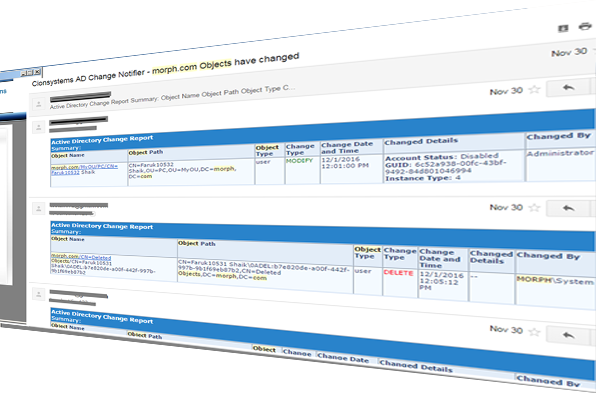 ns
Clonsystems AD Change Notifier - morph.com Objects have changed
Nov 30
Active Directory Change Report Summary: Object Name Object Path Object Type C...
Nov 30
Active Directory Change Report
Summary:
Object Name Object Path Object Type Change Type Change Date and Time Changed Details Changed By
morph.com/MyOU/PC/CN=
Faruk10532 Shaik
CN=Faruk10532
Shaik,OU=PC,OU=MyOU,DC=morph,
DC=com
user
MODIFY
12/1/2016
12:01:00 PM
Account Status: Disabled
GUID: 6c52a938-00fc-43bf-
9492-84d801046994
Instance Type: 4
Administrator
Nov 30
Active Directory Change Report
Summary:
Object Name Object Path Object Type Change Type Change Date and Time Changed Details Changed By
morph.com/CN=Deleted
Objects/CN=Faruk10532
Shaik\0ADEL:b7e820de-a00f-442f-997b-
9b1f69eb87b2
CN=Faruk10532 Shaik\0ADEL:b7e820de-a00f-442f-
997b-9b1f69eb87b2,CN=Deleted
Objects,DC=morph,DC=com
user
DELETE
12/1/2016
12:05:12
PM
--
MORPH\System
Nov 30
Active Directory Change Report
Summary:
Object Name Object Path Object Change Change Date Changed Details Changed By